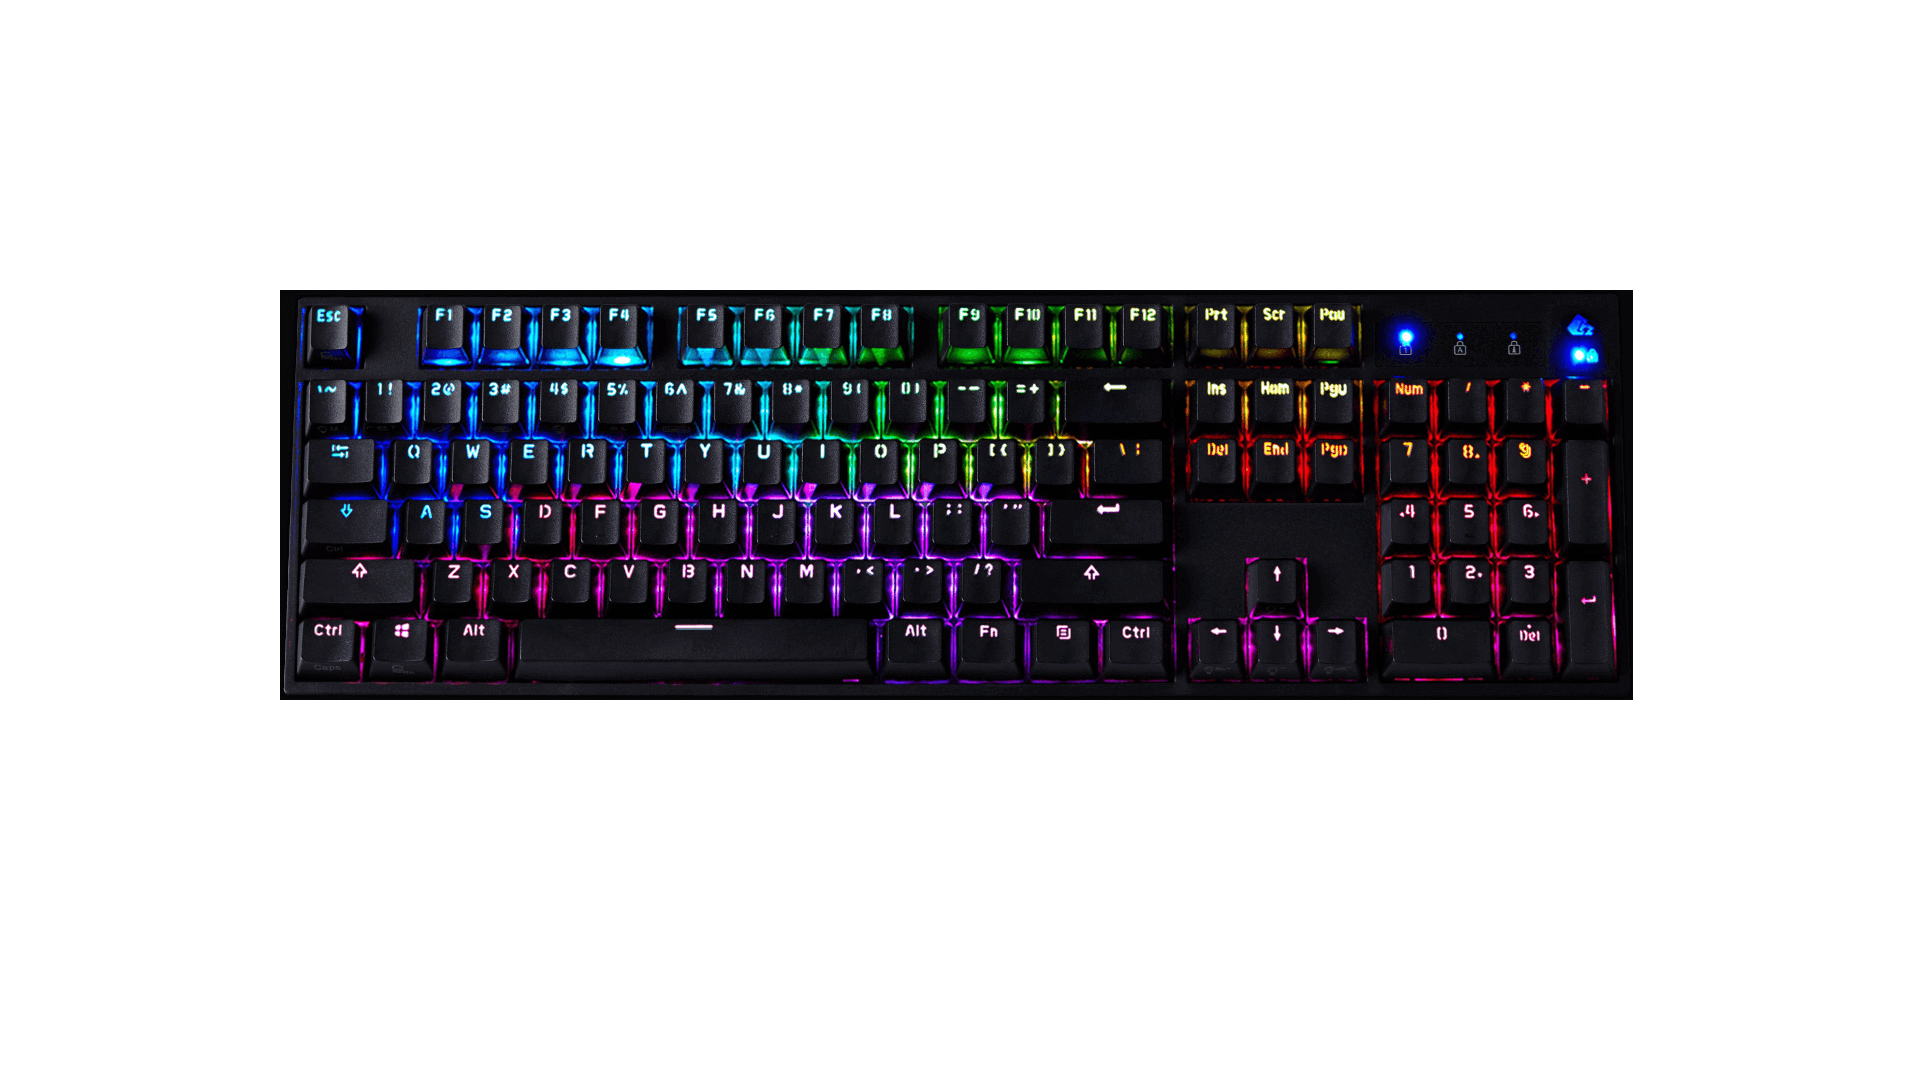 Esc F1 F2 F3 F4 F5 F6 F7 F8 F9 F10 F11 F12 Prt Scr Pau
`~ 1! 2@ 3# 4$ 5% 6^ 7& 8* 9( 0) -- =+ ← Ins Hom Pgu Num / * -
Q W E R T Y U I O P [{ ]} \¦ Del End Pgd 7 8 9 +
A S D F G H J K L ;: '" 4 5 6
Z X C V B N M ,< .> /? ↑ 1 2 3
Ctrl Alt Alt Fn Ctrl ← ↓ → 0 Del